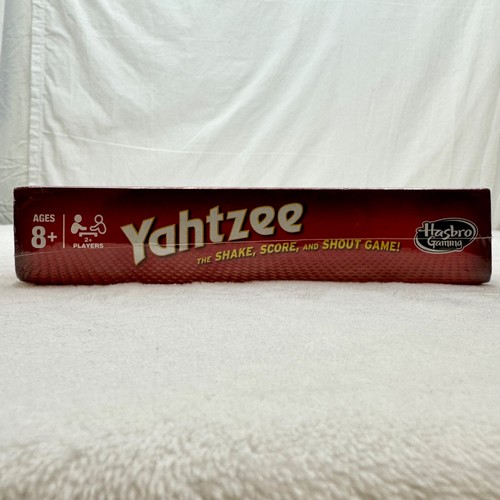 AGES
8+
2+
PLAYERS
Yahtzee
THE SHAKE, SCORE, AND SHOUT GAME!
Hasbro
Gaming